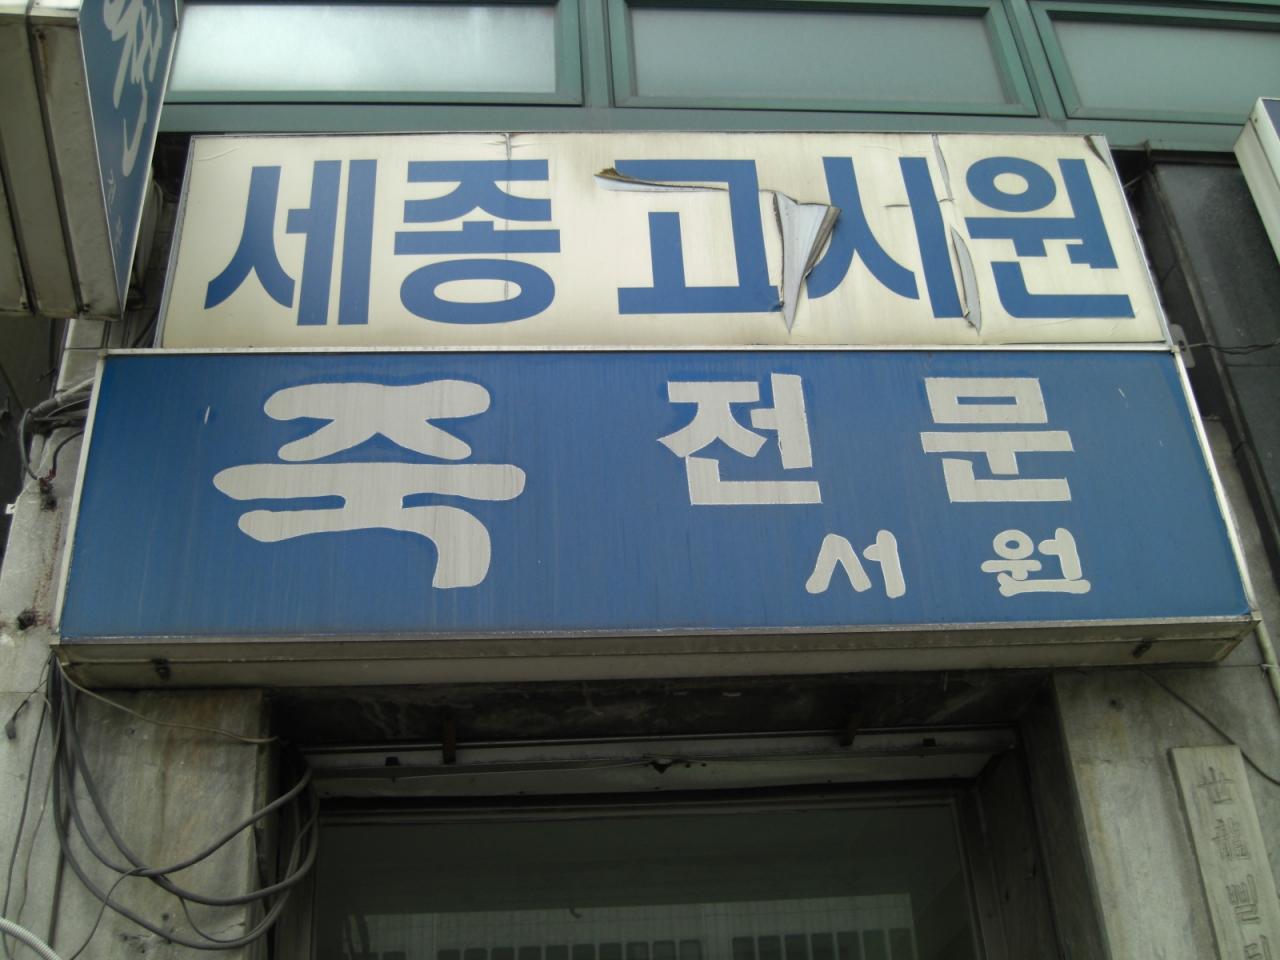 세종 고시원
죽 전문
서원